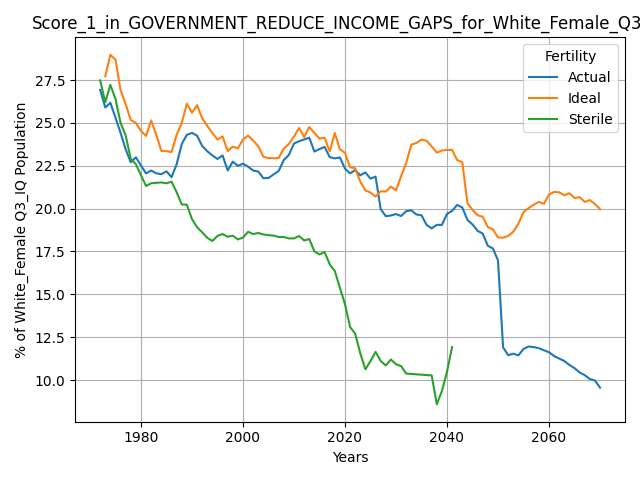 Score_1_in_GOVERNMENT_REDUCE_INCOME_GAPS_for_White_Female_Q3
Fertility
Actual
Ideal
Sterile
% of White_Female Q3_IQ Population
27.5
25.0
22.5
20.0
17.5
15.0
12.5
10.0
1980 2000 2020 2040 2060
Years